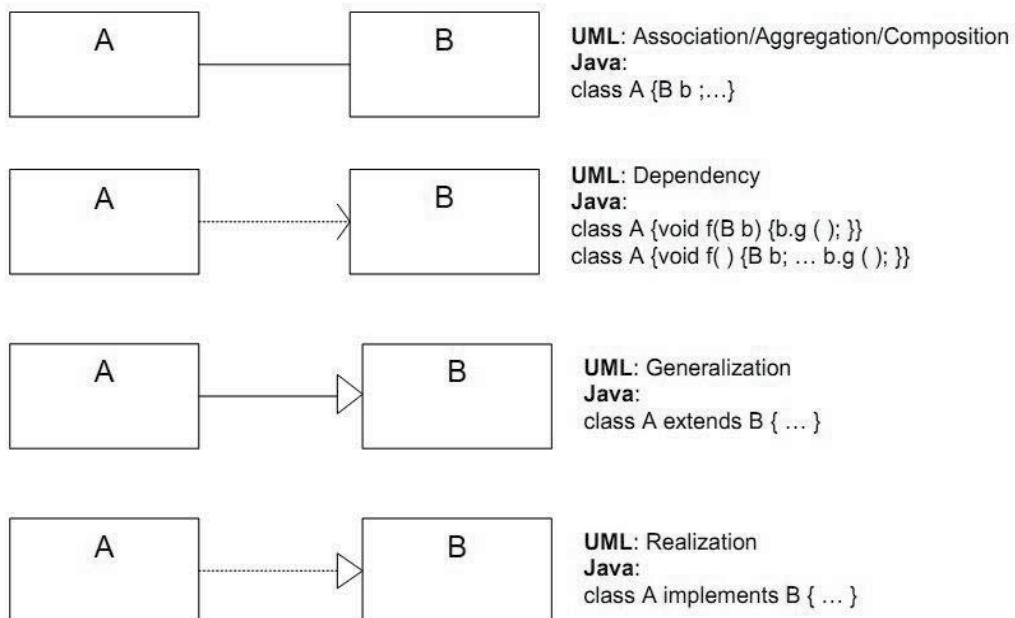 A
B
UML: Association/Aggregation/Composition
Java:
class A {B b ;…}
A
B
UML: Dependency
Java:
class A {void f(B b) {b.g ( ); }}
class A {void f( ) {B b; … b.g ( ); }}
A
B
UML: Generalization
Java:
class A extends B { … }
A
B
UML: Realization
Java:
class A implements B { … }